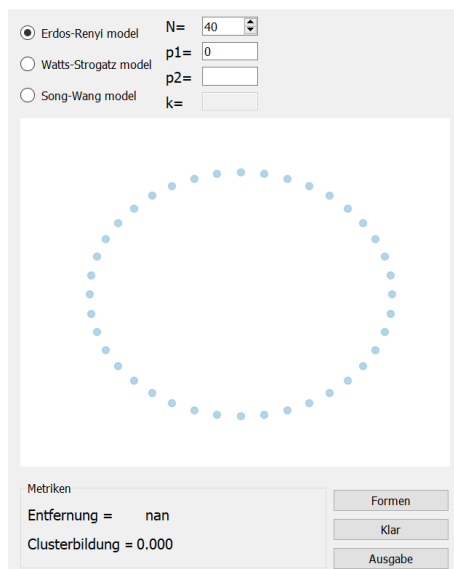 Erdos-Renyi model
N= 40
p1= 0
Watts-Strogatz model
p2=
Song-Wang model
k=
Metriken
Entfernung = nan
Clusterbildung = 0.000
Formen
Klar
Ausgabe